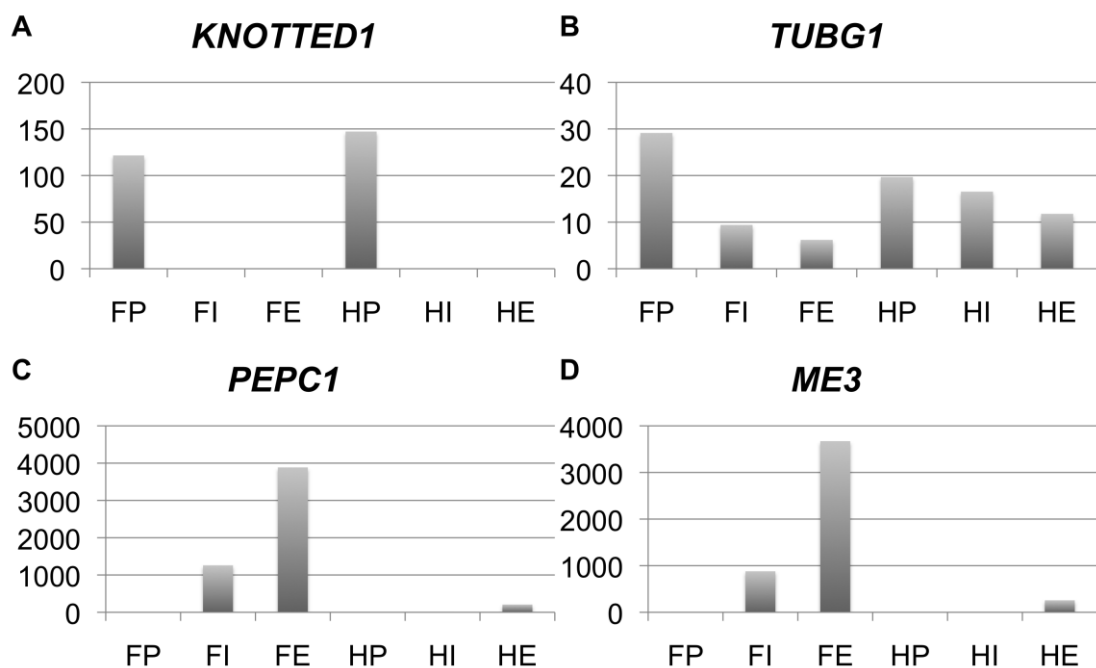 A
KNOTTED1
200
150
100
50
0
FP FI FE HP HI HE
B
TUBG1
40
30
20
10
0
FP FI FE HP HI HE
C
PEPC1
5000
4000
3000
2000
1000
0
FP FI FE HP HI HE
D
ME3
4000
3000
2000
1000
0
FP FI FE HP HI HE